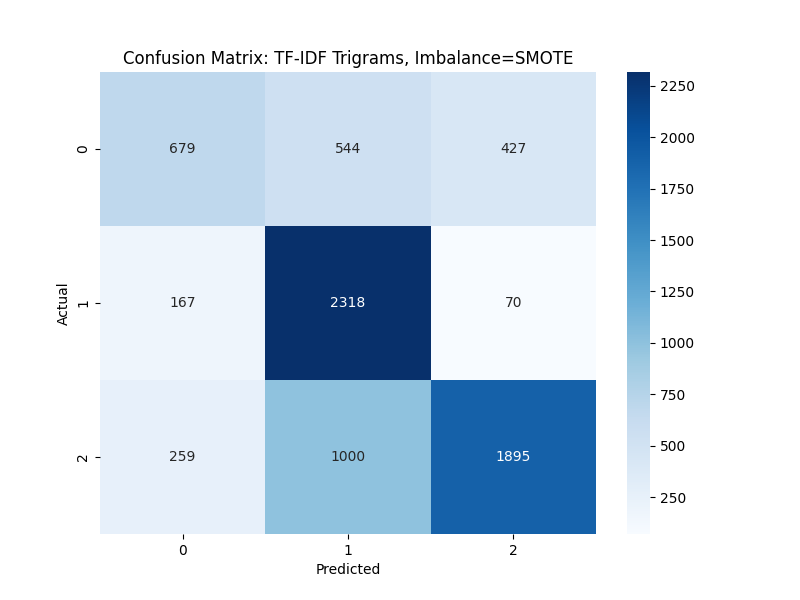 Confusion Matrix: TF-IDF Trigrams, Imbalance=SMOTE
Actual
0
679 544 427
1
167 2318 70
2
259 1000 1895
0 1 2
Predicted
2250
2000
1750
1500
1250
1000
750
500
250